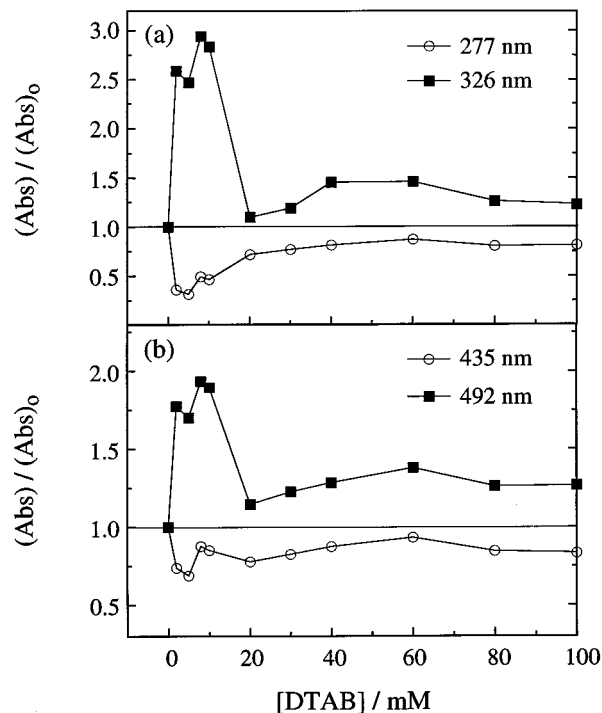 (a)
277 nm
326 nm
3.0
2.5
2.0
1.5
1.0
0.5
(Abs) / (Abs)o
(b)
435 nm
492 nm
2.0
1.5
1.0
0.5
(Abs) / (Abs)o
0 20 40 60 80 100
[DTAB] / mM